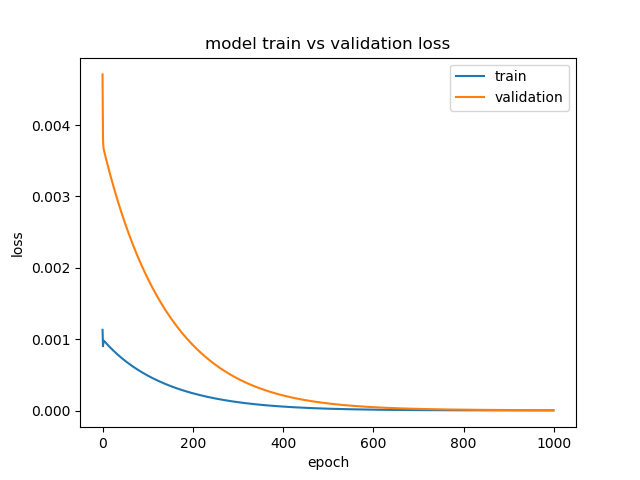 model train vs validation loss
train
validation
0.004
0.003
0.002
0.001
0.000
loss
0 200 400 600 800 1000
epoch